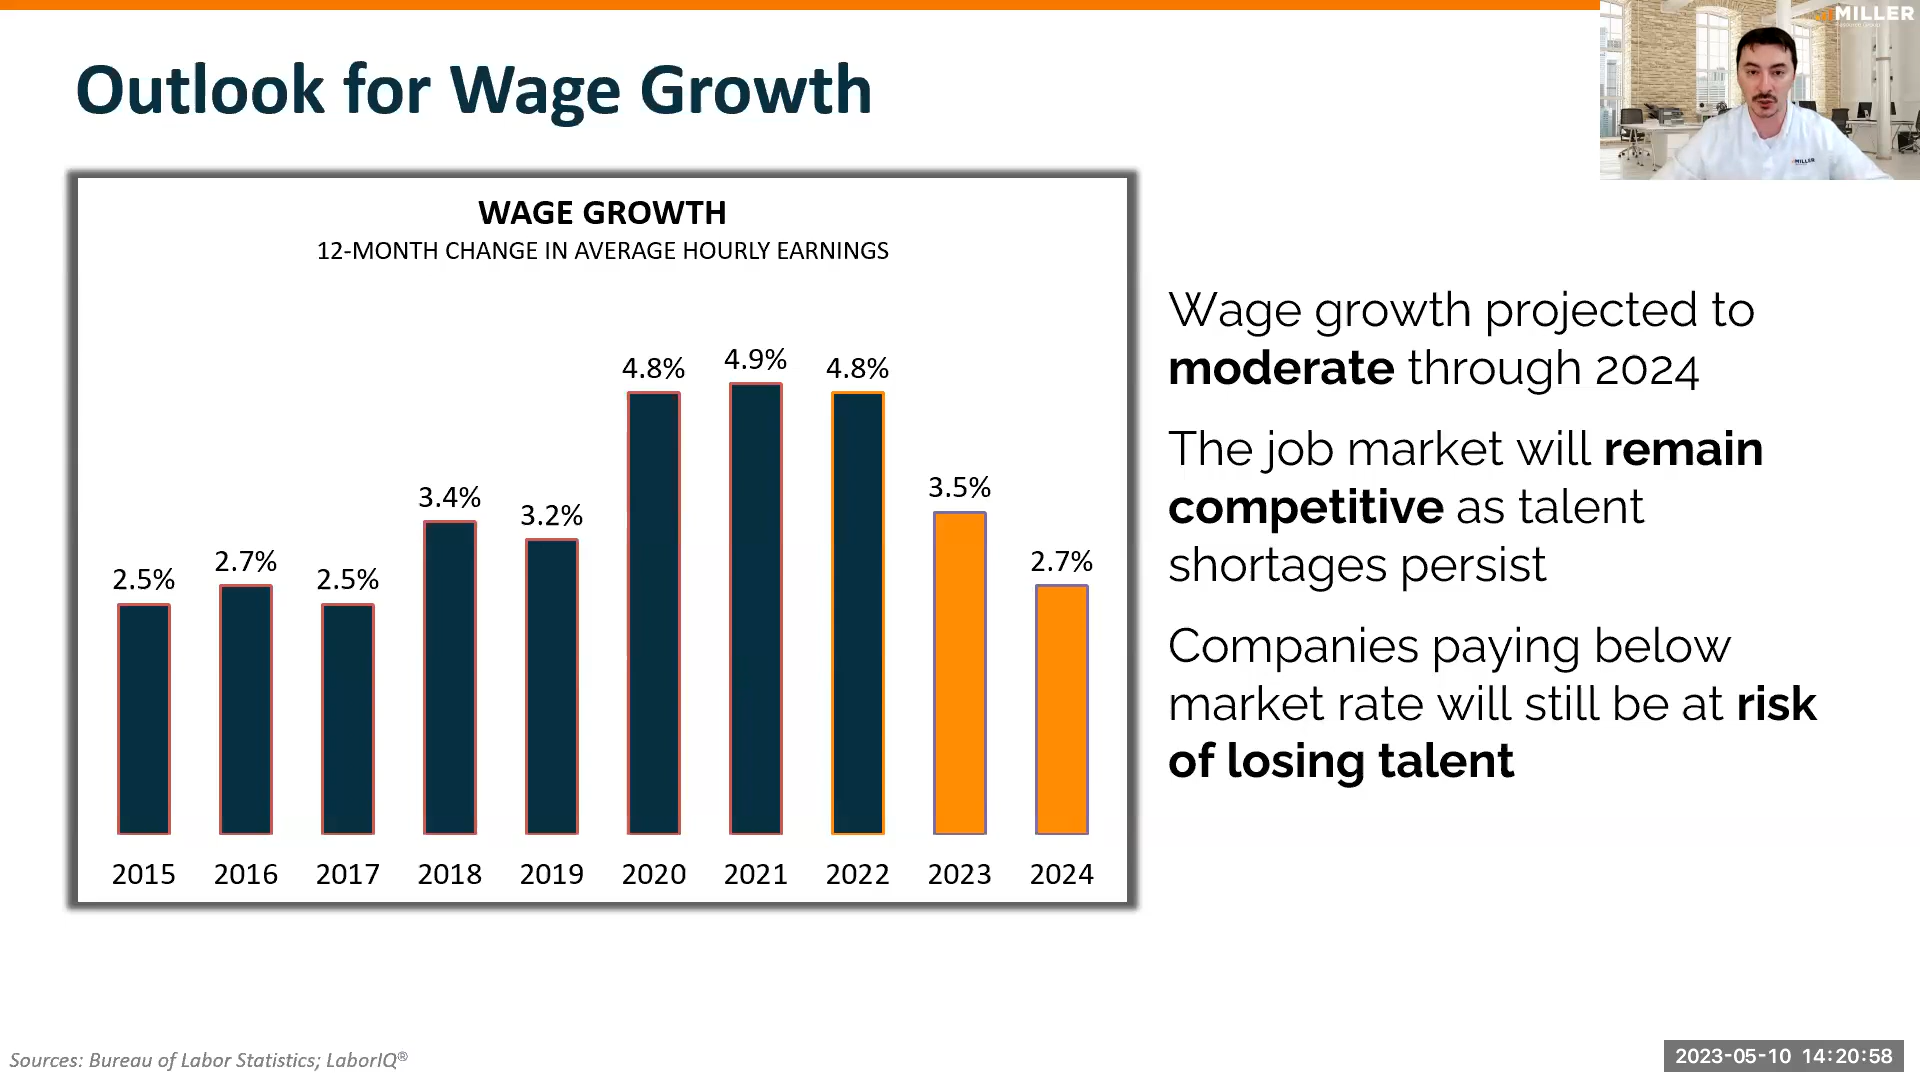 MILLER
Outlook for Wage Growth
MILLER
WAGE GROWTH
12-MONTH CHANGE IN AVERAGE HOURLY EARNINGS
2.5%
2.7%
2.5%
3.4%
3.2%
4.8%
4.9%
4.8%
3.5%
2.7%
2015 2016 2017 2018 2019 2020 2021 2022 2023 2024
Wage growth projected to
moderate through 2024
The job market will remain
competitive as talent
shortages persist
Companies paying below
market rate will still be at risk
of losing talent
Sources: Bureau of Labor Statistics; LaborIQ®
2023-05-10 14:20:58